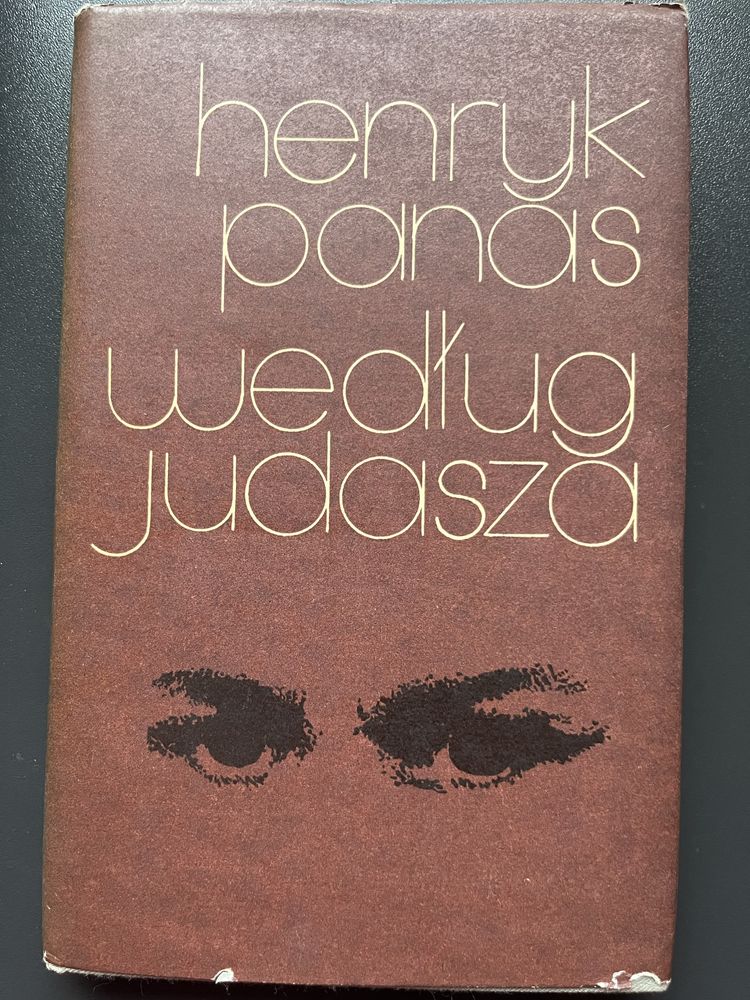 henryk
panas
według
judasza